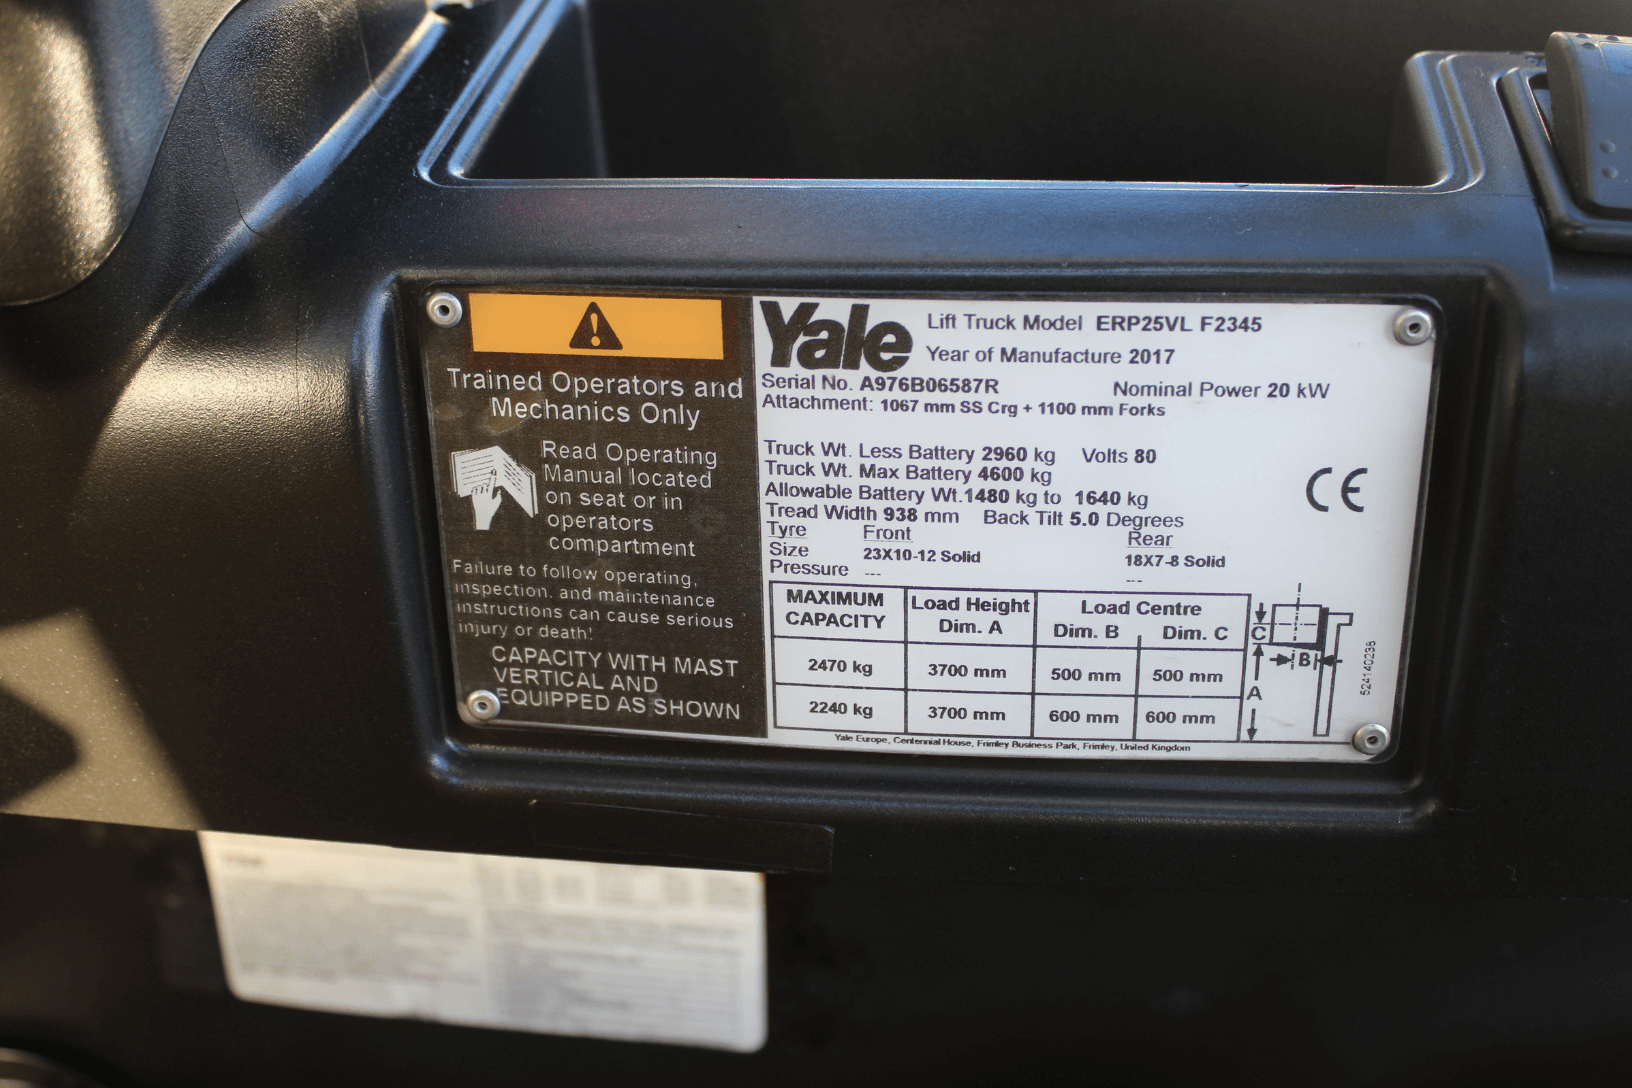 Trained Operators and
Mechanics Only
Read Operating
Manual located
on seat or in
operators
compartment
Failure to follow operating,
inspection, and maintenance
instructions can cause serious
injury or death!
CAPACITY WITH MAST
VERTICAL AND
EQUIPPED AS SHOWN
Yale
Lift Truck Model ERP25VL F2345
Year of Manufacture 2017
Serial No. A976B06587R Nominal Power 20 kW
Attachment: 1067 mm SS Crg + 1100 mm Forks
Truck Wt. Less Battery 2960 kg Volts 80
Truck Wt. Max Battery 4600 kg
Allowable Battery Wt.1480 kg to 1640 kg
Tread Width 938 mm Back Tilt 5.0 Degrees
Tyre Front Rear
Size 23X10-12 Solid 18X7-8 Solid
Pressure --- ---
CE
MAXIMUM CAPACITY Load Height Dim. A Load Centre Dim. B Dim. C
2470 kg 3700 mm 500 mm 500 mm
2240 kg 3700 mm 600 mm 600 mm
C
B
A
524140238
Yale Europe, Centennial House, Frimley Business Park, Frimley, United Kingdom